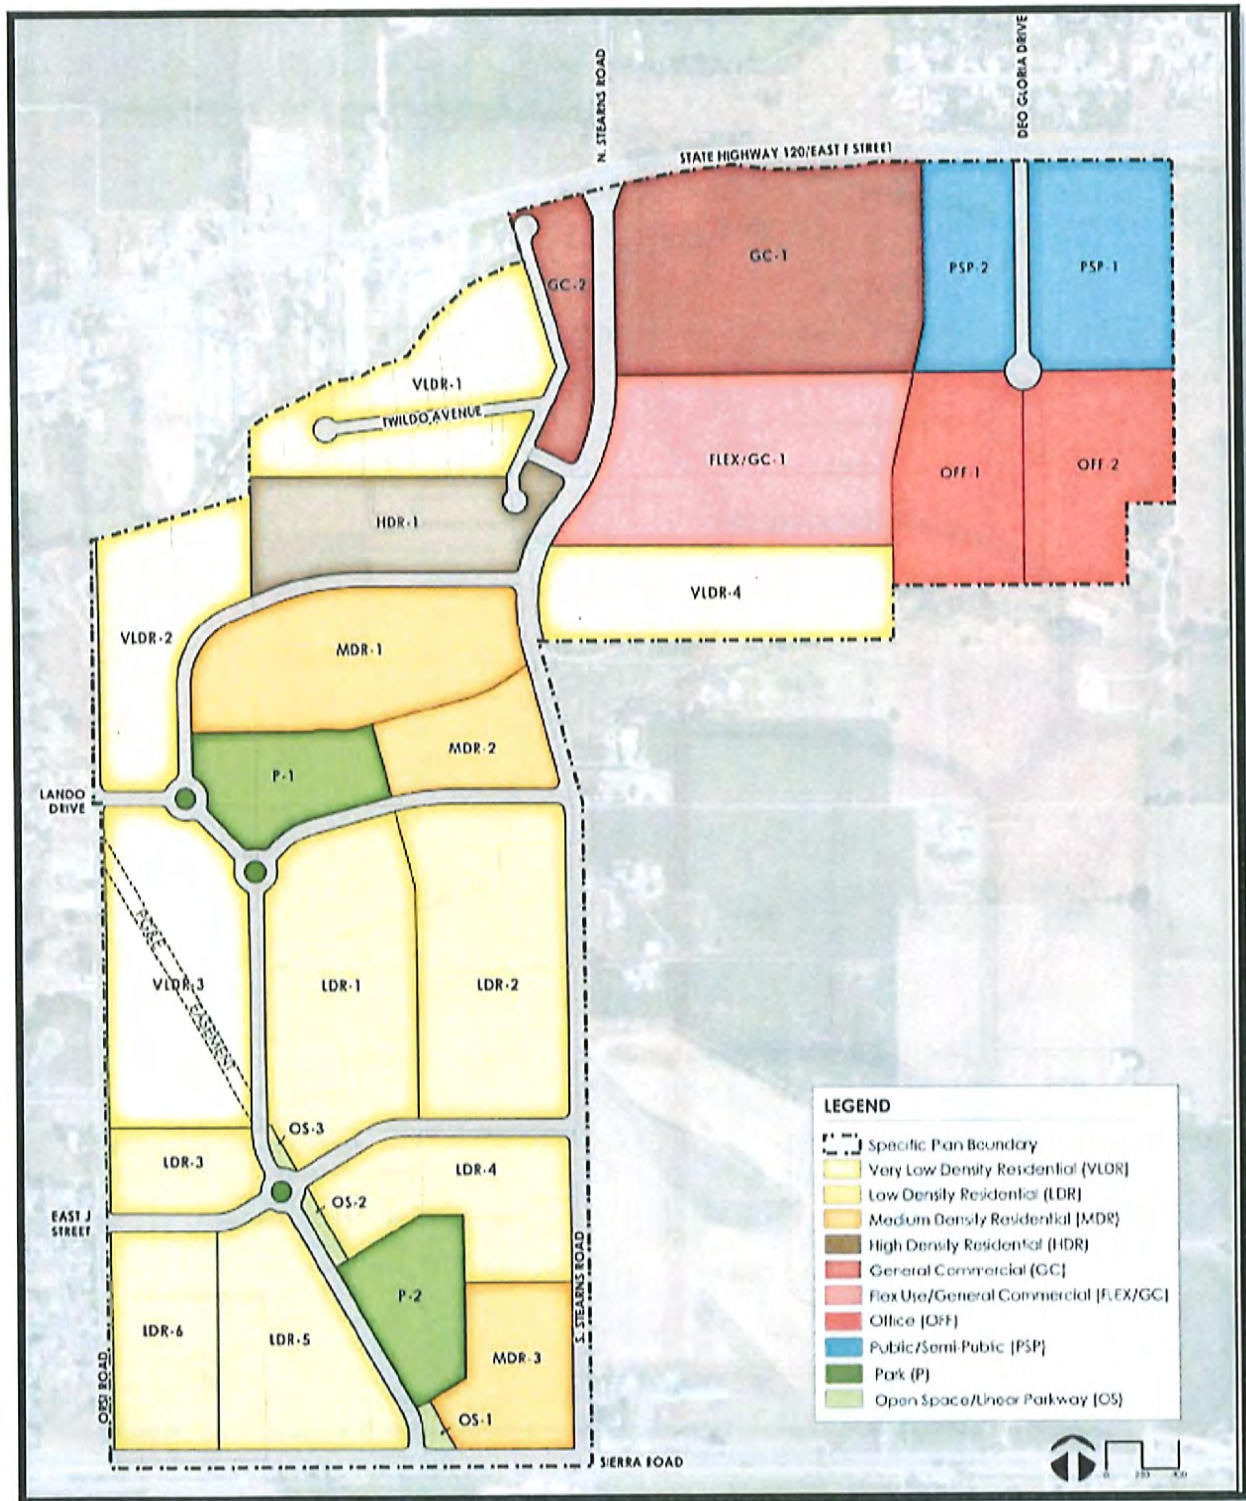 N. STEARNS ROAD
DEO GLORIA DRIVE
STATE HIGHWAY 120/EAST F STREET
GC-1
PSP-2
PSP-1
GC-2
VLDR-1
TWILDO AVENUE
FLEX/GC-1
OFF-1
OFF-2
HDR-1
VLDR-4
VLDR-2
MDR-1
MDR-2
P-1
LANDO
DRIVE
PG&E
EASEMENT
VLDR-3
LDR-1
LDR-2
OS-3
LDR-3
LDR-4
OS-2
EAST J
STREET
S. STEARNS ROAD
P-2
LDR-6
LDR-5
MDR-3
ORSI ROAD
OS-1
SIERRA ROAD
LEGEND
Specific Plan Boundary
Very Low Density Residential (VLDR)
Low Density Residential (LDR)
Medium Density Residential (MDR)
High Density Residential (HDR)
General Commercial (GC)
Flex Use/General Commercial (FLEX/GC)
Office (OFF)
Public/Semi-Public (PSP)
Park (P)
Open Space/Linear Parkway (OS)
0